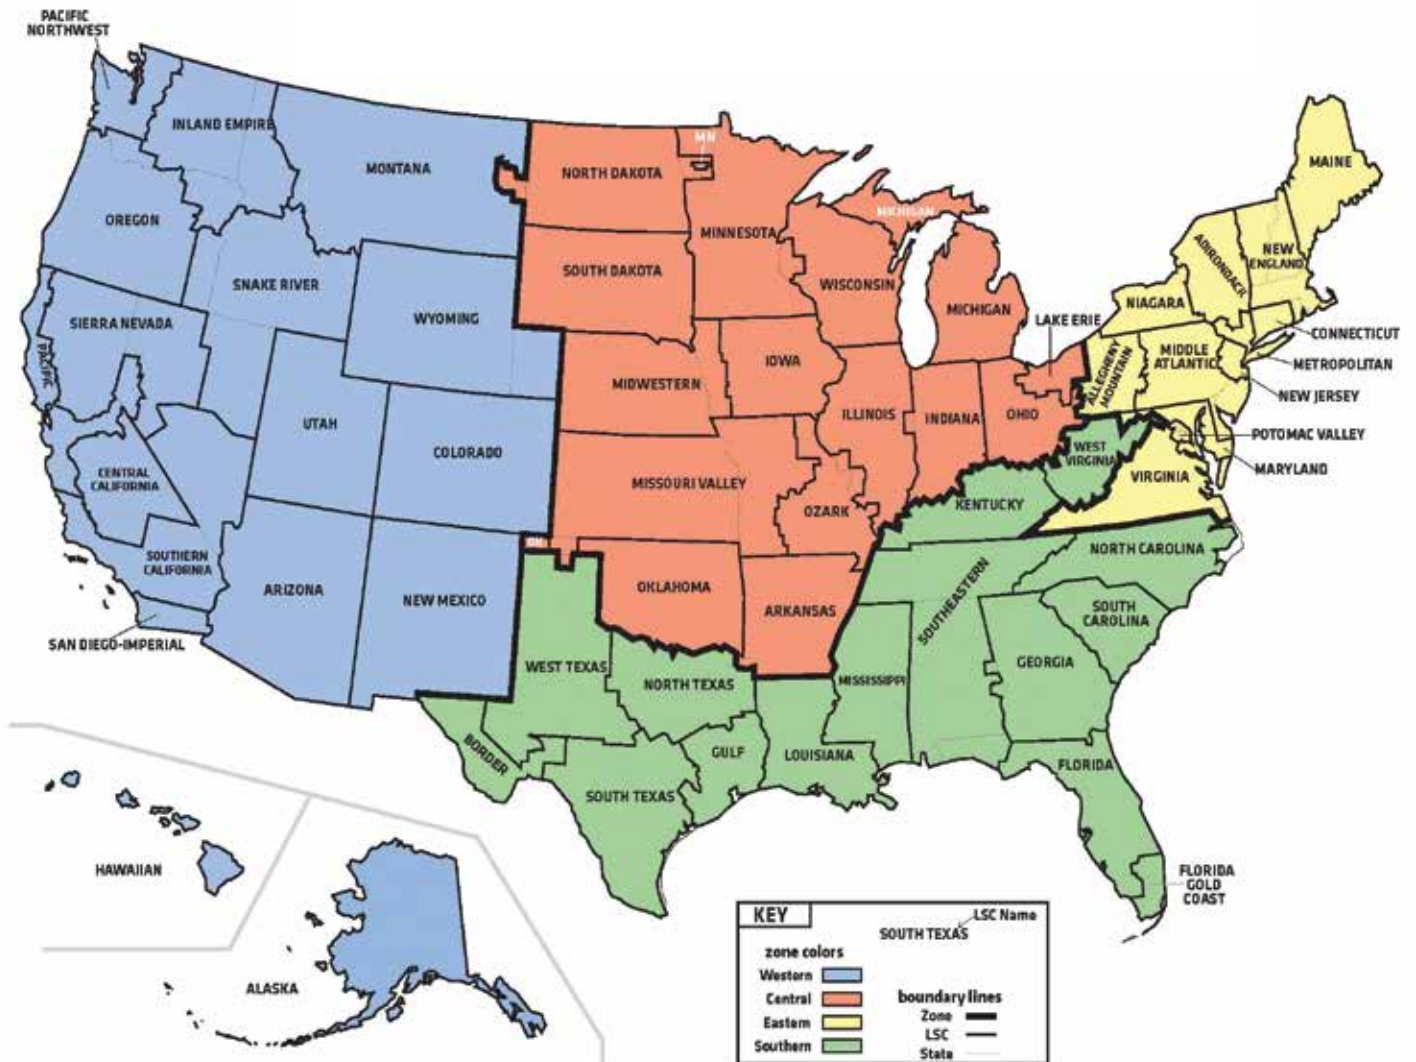 PACIFIC
NORTHWEST
INLAND EMPIRE
MONTANA
OREGON
SNAKE RIVER
WYOMING
SIERRA NEVADA
PACIFIC
UTAH
COLORADO
CENTRAL
CALIFORNIA
SOUTHERN
CALIFORNIA
ARIZONA
NEW MEXICO
SAN DIEGO-IMPERIAL
HAWAIIAN
ALASKA
NORTH DAKOTA
MN
MINNESOTA
SOUTH DAKOTA
MICHIGAN
WISCONSIN
MICHIGAN
LAKE ERIE
MIDWESTERN
IOWA
ILLINOIS
INDIANA
OHIO
MISSOURI VALLEY
OZARK
OKLAHOMA
ARKANSAS
MAINE
ADIRONDACK
NEW
ENGLAND
NIAGARA
CONNECTICUT
ALLEGHENY
MOUNTAIN
MIDDLE
ATLANTIC
METROPOLITAN
NEW JERSEY
POTOMAC VALLEY
MARYLAND
VIRGINIA
WEST
VIRGINIA
KENTUCKY
NORTH CAROLINA
SOUTHEASTERN
SOUTH
CAROLINA
GEORGIA
MISSISSIPPI
WEST TEXAS
NORTH TEXAS
BORDER
GULF
LOUISIANA
SOUTH TEXAS
FLORIDA
FLORIDA
GOLD
COAST
KEY
LSC Name
SOUTH TEXAS
zone colors
Western
Central
Eastern
Southern
boundary lines
Zone
LSC
State